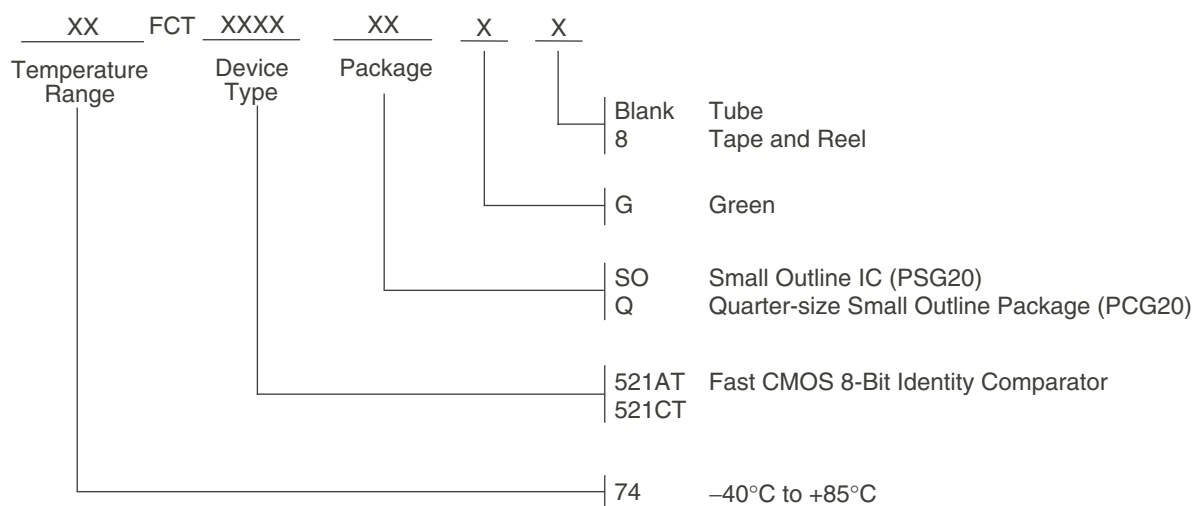 XX FCT XXXX XX X X
Temperature Range
Device Type
Package
Blank Tube
8 Tape and Reel
G Green
SO Small Outline IC (PSG20)
Q Quarter-size Small Outline Package (PCG20)
521AT Fast CMOS 8-Bit Identity Comparator
521CT
74 –40°C to +85°C